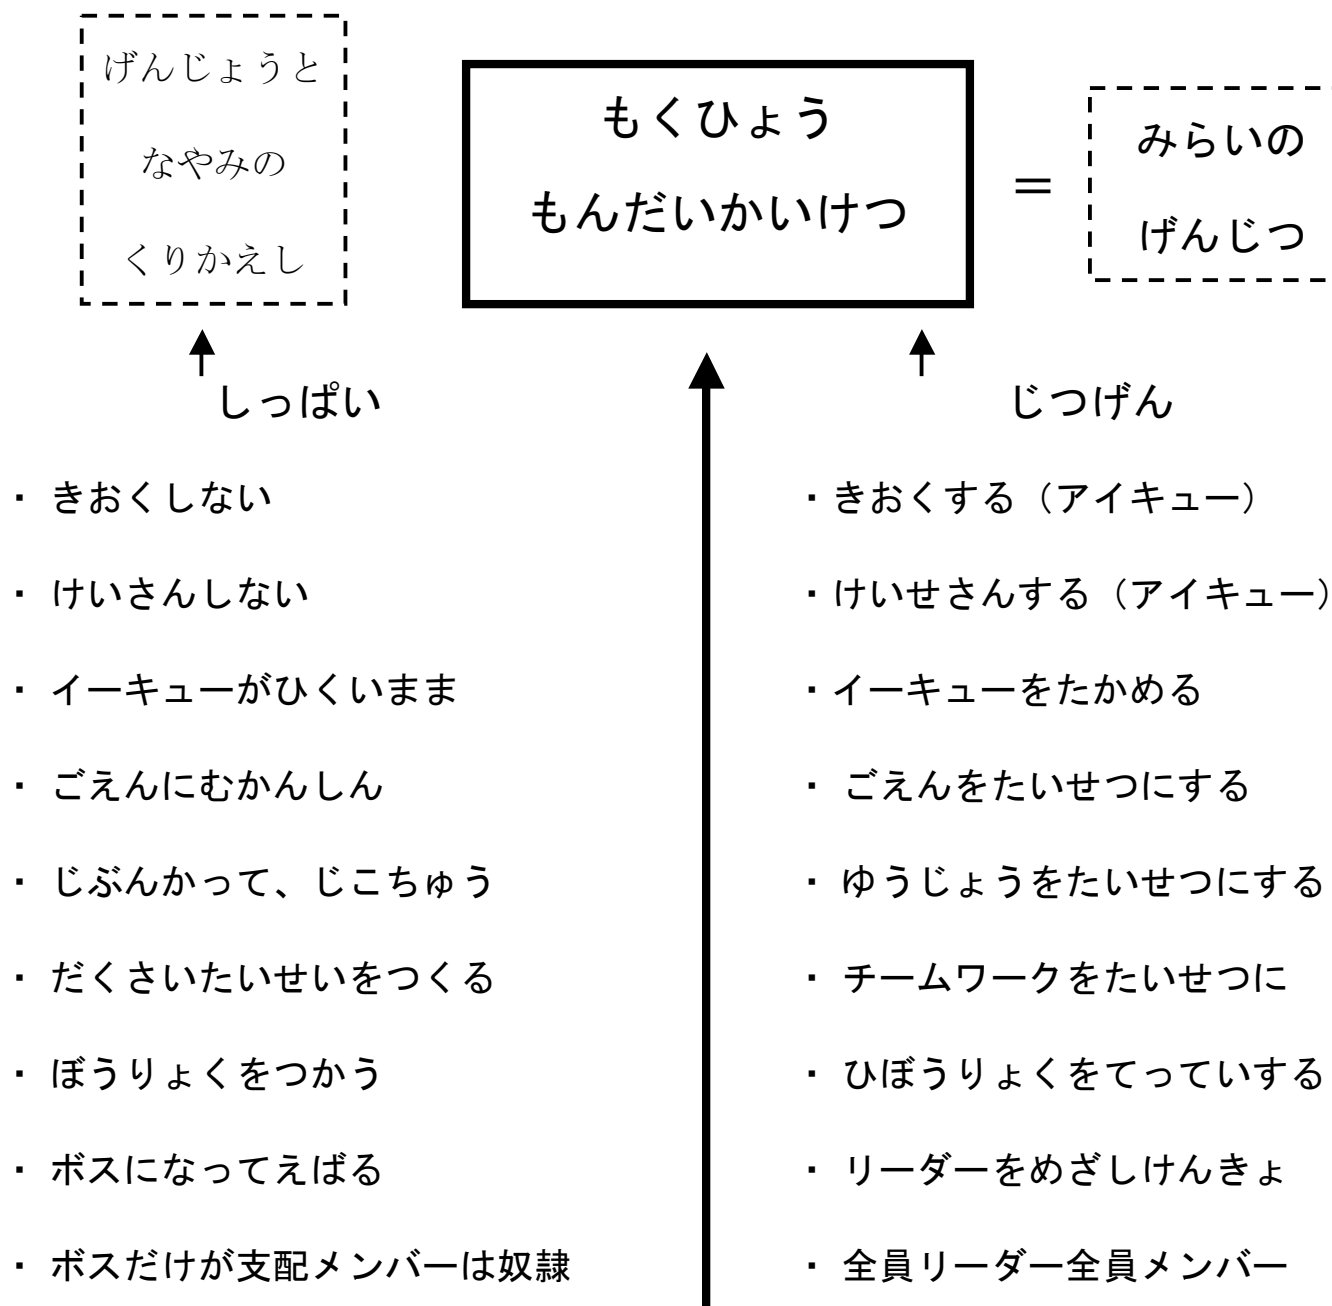 げんじょうと
なやみの
くりかえし
もくひょう
もんだいかいけつ
＝
みらいの
げんじつ
しっぱい
じつげん
・ きおくしない
・きおくする（アイキュー）
・ けいさんしない
・けいせさんする（アイキュー）
・ イーキューがひくいまま
・イーキューをたかめる
・ ごえんにむかんしん
・ ごえんをたいせつにする
・ じぶんかって、じこちゅう
・ ゆうじょうをたいせつにする
・ だくさいたいせいをつくる
・ チームワークをたいせつに
・ ぼうりょくをつかう
・ ひぼうりょくをてっていする
・ ボスになってえばる
・ リーダーをめざしけんきょ
・ ボスだけが支配メンバーは奴隷
・ 全員リーダー全員メンバー